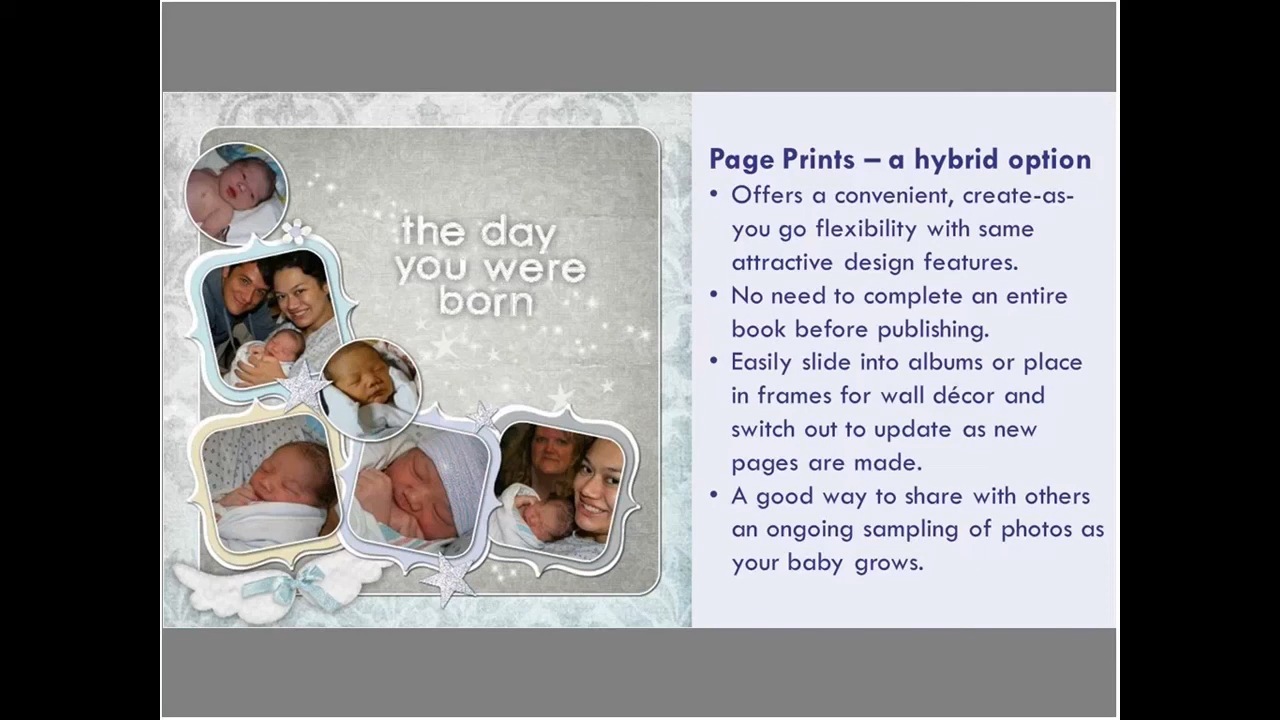 the day
you were
born
Page Prints – a hybrid option
• Offers a convenient, create-as-
you go flexibility with same
attractive design features.
• No need to complete an entire
book before publishing.
• Easily slide into albums or place
in frames for wall décor and
switch out to update as new
pages are made.
• A good way to share with others
an ongoing sampling of photos as
your baby grows.